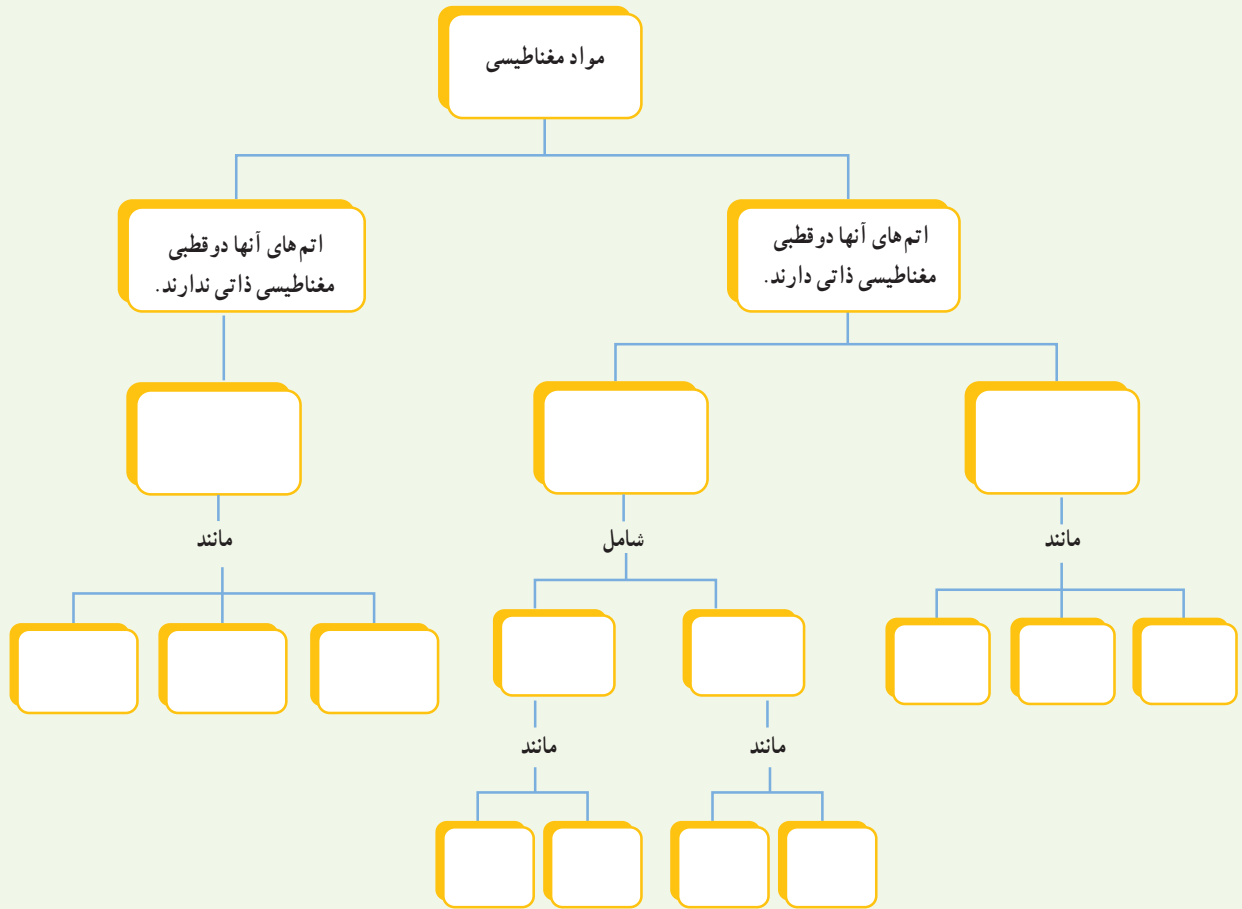 مواد مغناطیسی
اتم‌های آنها دوقطبی
مغناطیسی ذاتی دارند.
اتم‌های آنها دوقطبی
مغناطیسی ذاتی ندارند.
مانند
شامل
مانند
مانند
مانند